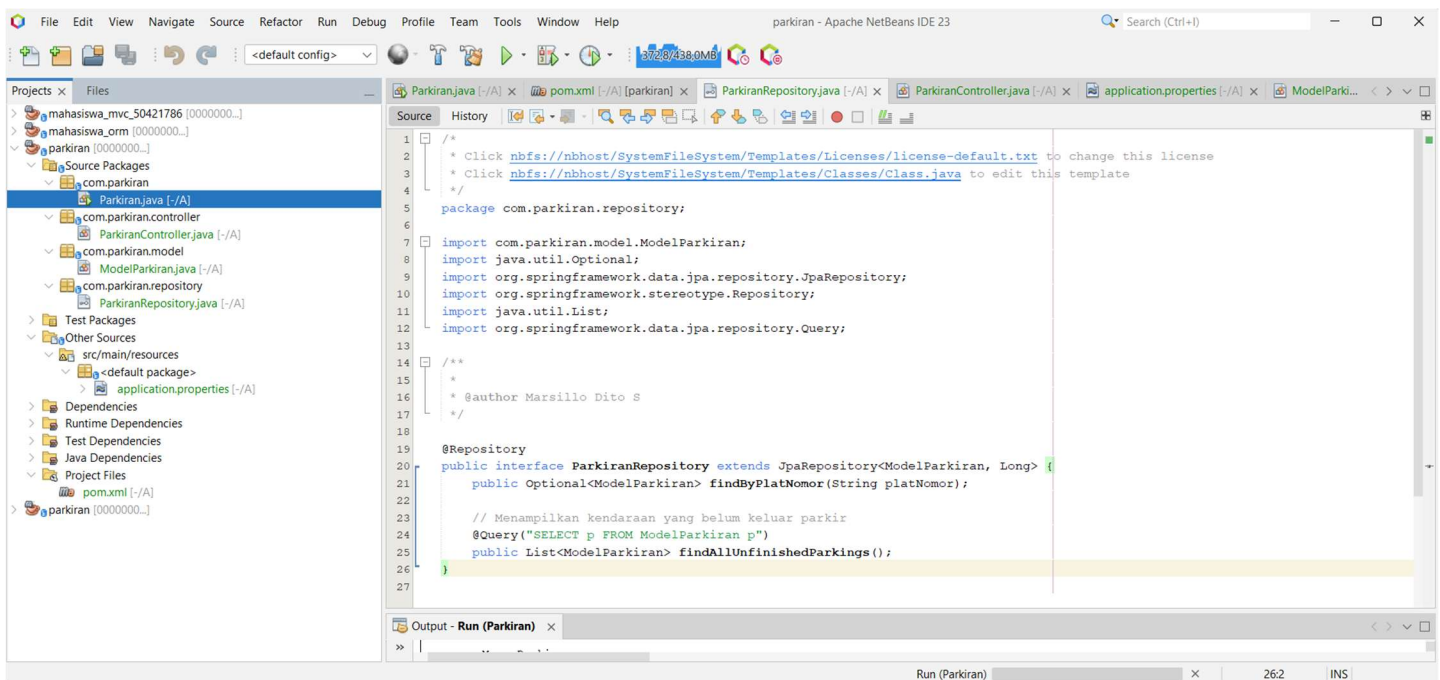 File Edit View Navigate Source Refactor Run Debug Profile Team Tools Window Help parkiran - Apache NetBeans IDE 23 Search (Ctrl+I)
<default config> 372,8/438,0MB
Projects Files
mahasiswa_mvc_50421786 [0000000...]
mahasiswa_orm [0000000...]
parkiran [0000000...]
Source Packages
com.parkiran
Parkiran.java [-/A]
com.parkiran.controller
ParkiranController.java [-/A]
com.parkiran.model
ModelParkiran.java [-/A]
com.parkiran.repository
ParkiranRepository.java [-/A]
Test Packages
Other Sources
src/main/resources
<default package>
application.properties [-/A]
Dependencies
Runtime Dependencies
Test Dependencies
Java Dependencies
Project Files
pom.xml [-/A]
parkiran [0000000...]
Parkiran.java [-/A] pom.xml [-/A] [parkiran] ParkiranRepository.java [-/A] ParkiranController.java [-/A] application.properties [-/A] ModelParki...
Source History
1 /*
2 * Click nbfs://nbhost/SystemFileSystem/Templates/Licenses/license-default.txt to change this license
3 * Click nbfs://nbhost/SystemFileSystem/Templates/Classes/Class.java to edit this template
4 */
5 package com.parkiran.repository;
6
7 import com.parkiran.model.ModelParkiran;
8 import java.util.Optional;
9 import org.springframework.data.jpa.repository.JpaRepository;
10 import org.springframework.stereotype.Repository;
11 import java.util.List;
12 import org.springframework.data.jpa.repository.Query;
13
14 /**
15 *
16 * @author Marsillo Dito S
17 */
18
19 @Repository
20 public interface ParkiranRepository extends JpaRepository<ModelParkiran, Long> {
21 public Optional<ModelParkiran> findByPlatNomor(String platNomor);
22
23 // Menampilkan kendaraan yang belum keluar parkir
24 @Query("SELECT p FROM ModelParkiran p")
25 public List<ModelParkiran> findAllUnfinishedParkings();
26 }
27
Output - Run (Parkiran)
Run (Parkiran) 26:2 INS